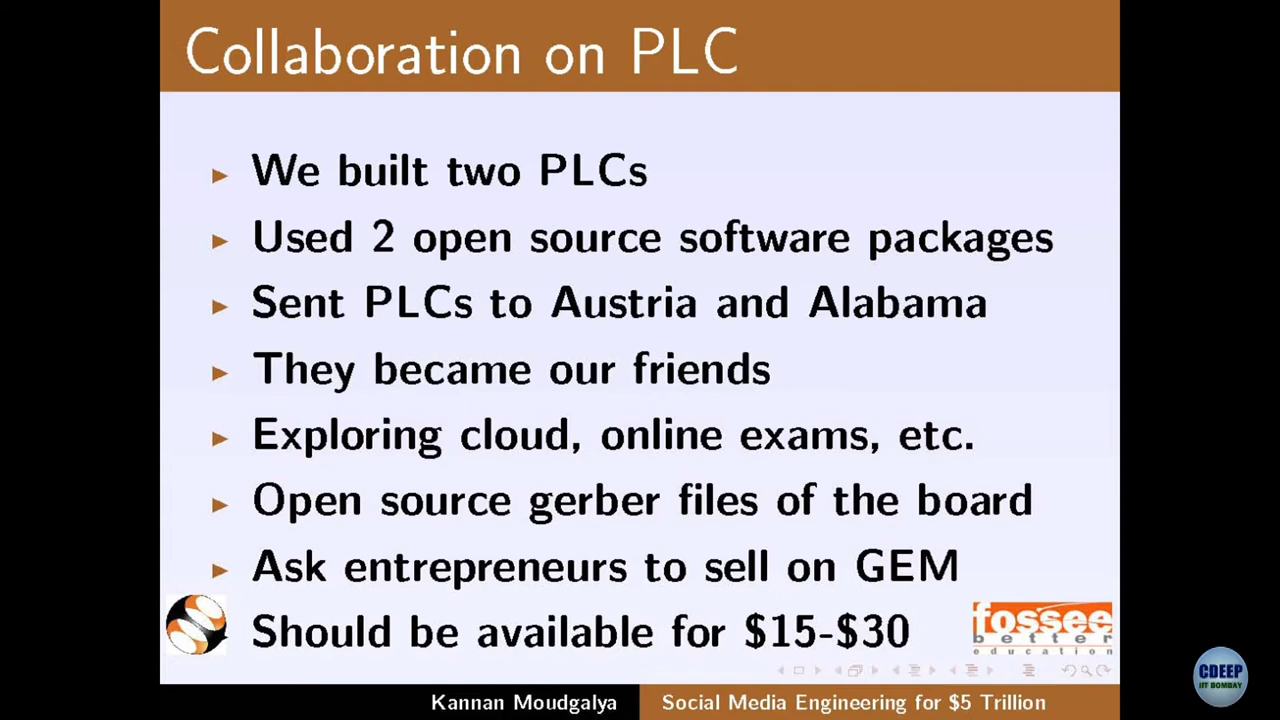 Collaboration on PLC
We built two PLCs
Used 2 open source software packages
Sent PLCs to Austria and Alabama
They became our friends
Exploring cloud, online exams, etc.
Open source gerber files of the board
Ask entrepreneurs to sell on GEM
Should be available for $15-$30
fossee
better
education
CDEEP
IIT BOMBAY
Kannan Moudgalya
Social Media Engineering for $5 Trillion